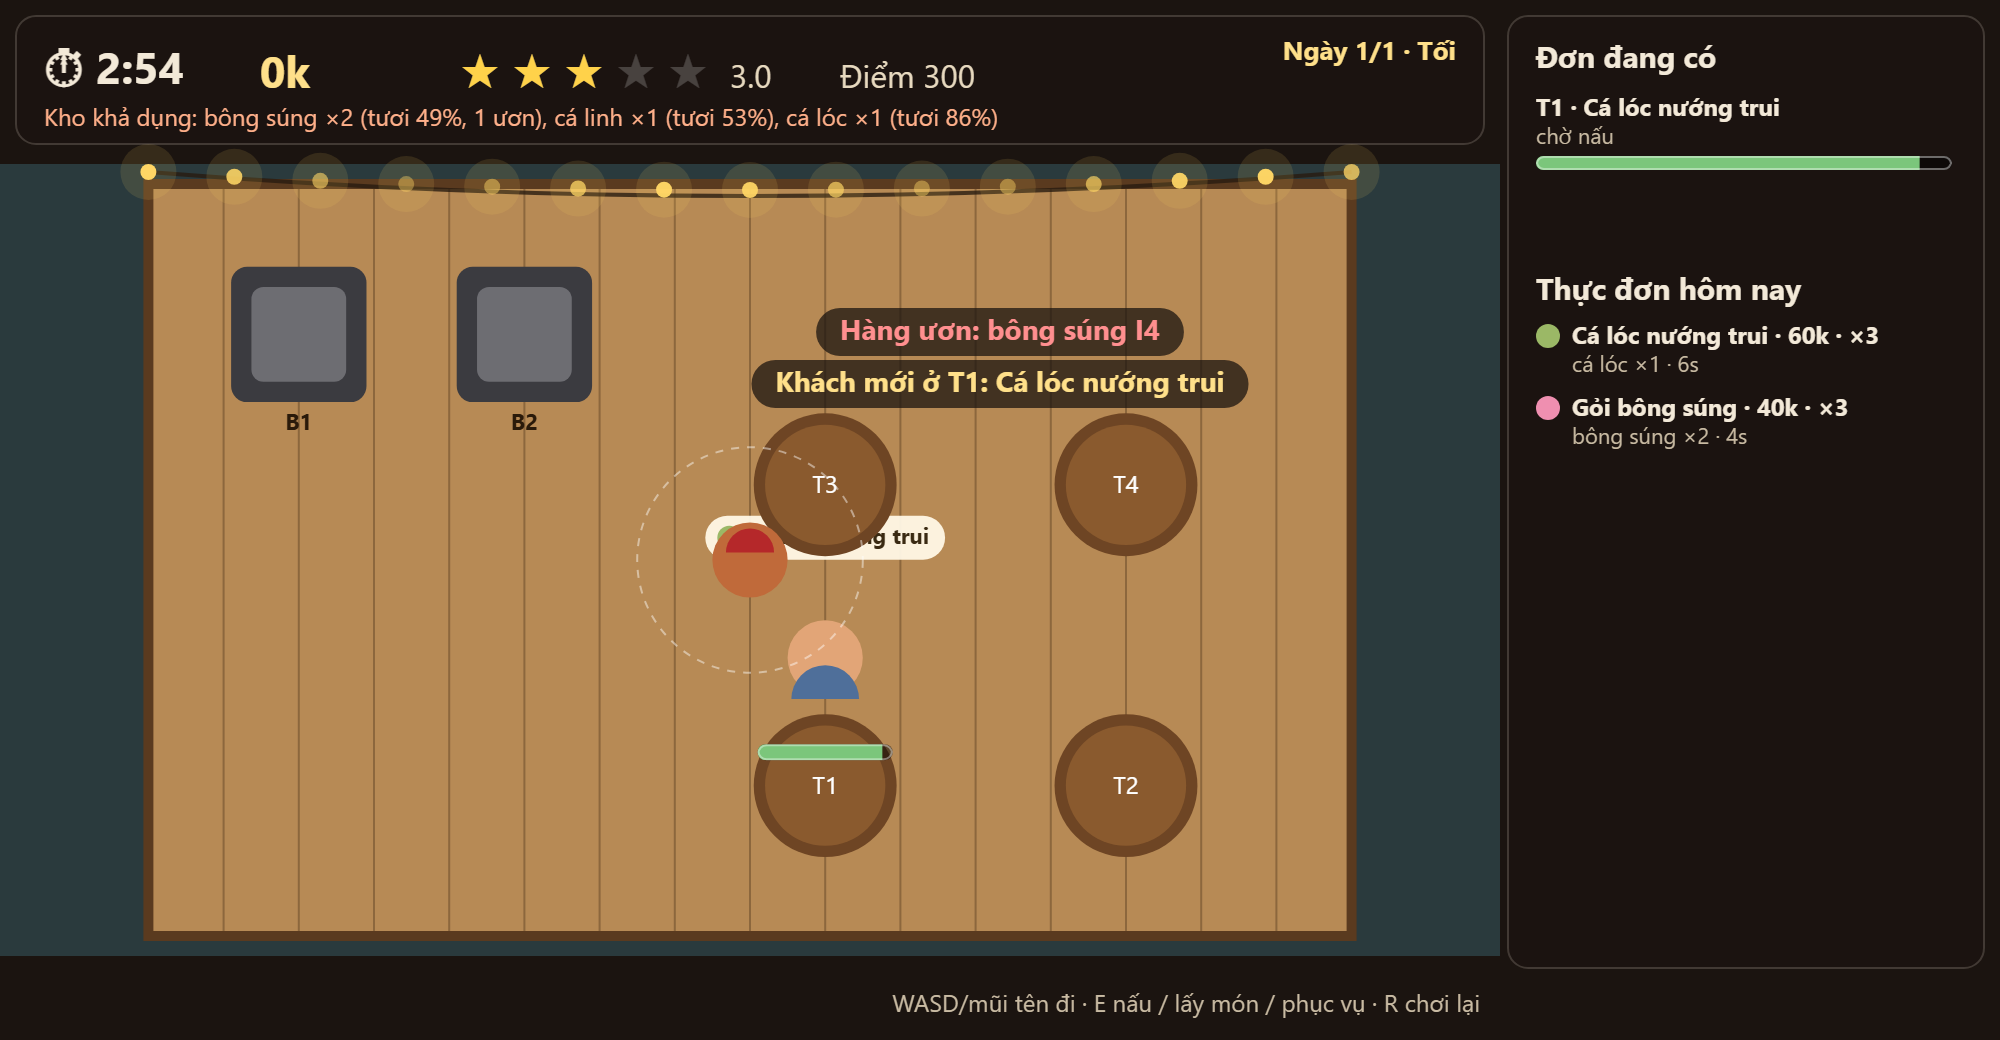 2:54
0k
3.0
Điểm 300
Ngày 1/1 · Tối
Kho khả dụng: bông súng ×2 (tươi 49%, 1 ươn), cá linh ×1 (tươi 53%), cá lóc ×1 (tươi 86%)
B1
B2
Hàng ươn: bông súng l4
Khách mới ở T1: Cá lóc nướng trui
T3
T4
trui
T1
T2
WASD/mũi tên đi · E nấu / lấy món / phục vụ · R chơi lại
Đơn đang có
T1 · Cá lóc nướng trui
chờ nấu
Thực đơn hôm nay
Cá lóc nướng trui · 60k · ×3
cá lóc ×1 · 6s
Gỏi bông súng · 40k · ×3
bông súng ×2 · 4s